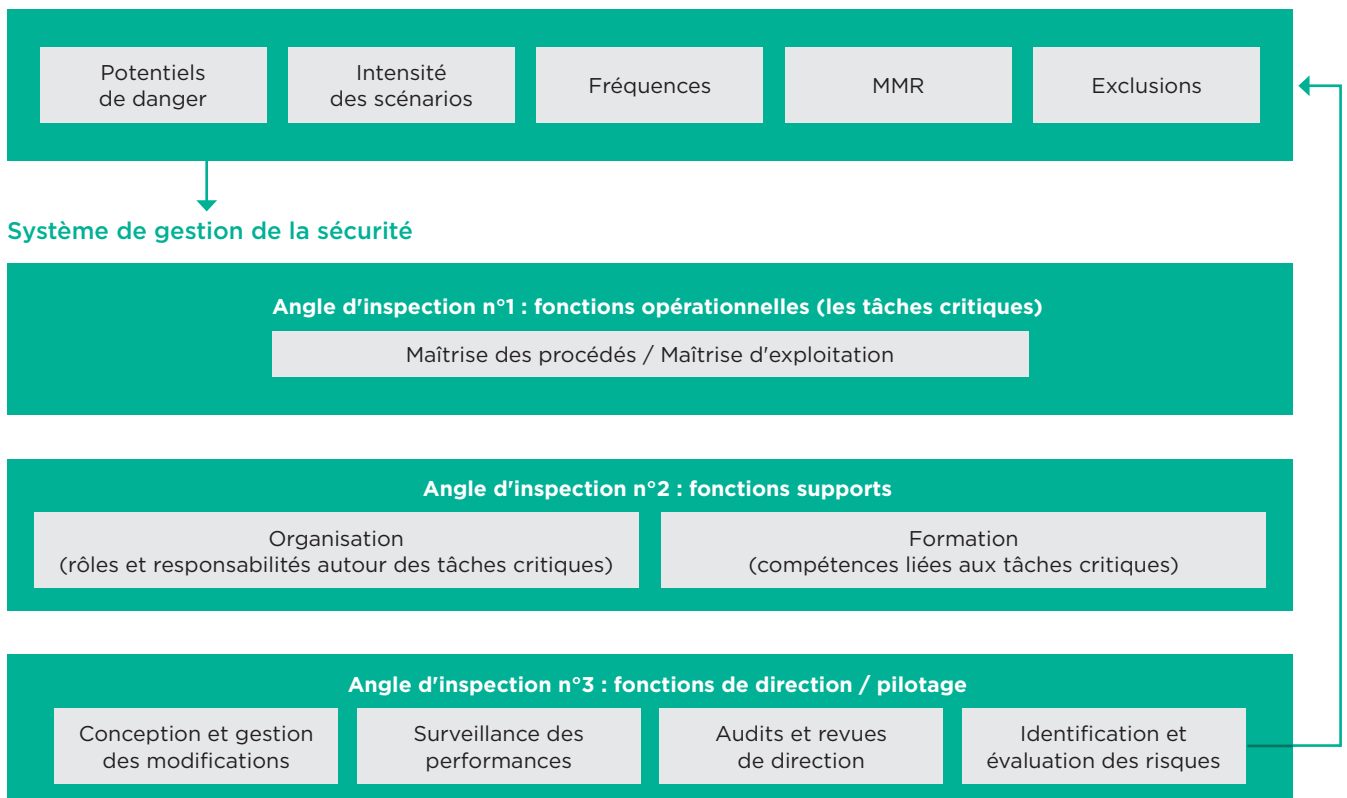 Potentiels
de danger
Intensité
des scénarios
Fréquences
MMR
Exclusions
Système de gestion de la sécurité
Angle d'inspection n°1 : fonctions opérationnelles (les tâches critiques)
Maîtrise des procédés / Maîtrise d'exploitation
Angle d'inspection n°2 : fonctions supports
Organisation
(rôles et responsabilités autour des tâches critiques)
Formation
(compétences liées aux tâches critiques)
Angle d'inspection n°3 : fonctions de direction / pilotage
Conception et gestion
des modifications
Surveillance des
performances
Audits et revues
de direction
Identification et
évaluation des risques